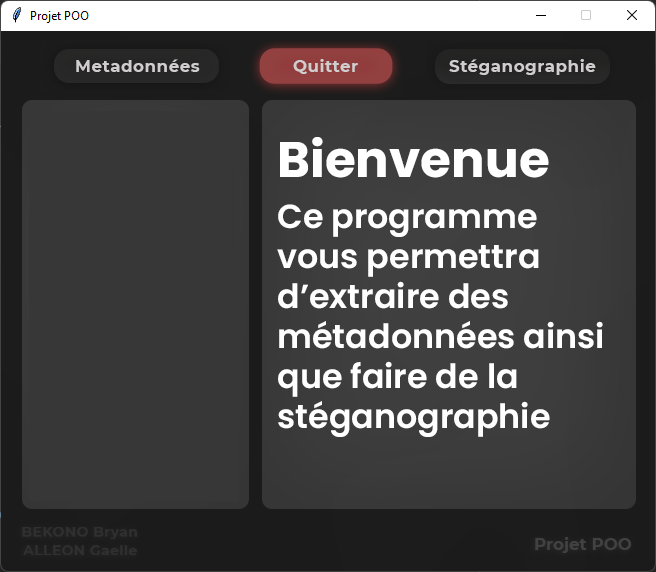 Projet POO
Metadonnées
Quitter
Stéganographie
Bienvenue
Ce programme
vous permettra
d’extraire des
métadonnées ainsi
que faire de la
stéganographie
BEKONO Bryan
ALLEON Gaelle
Projet POO